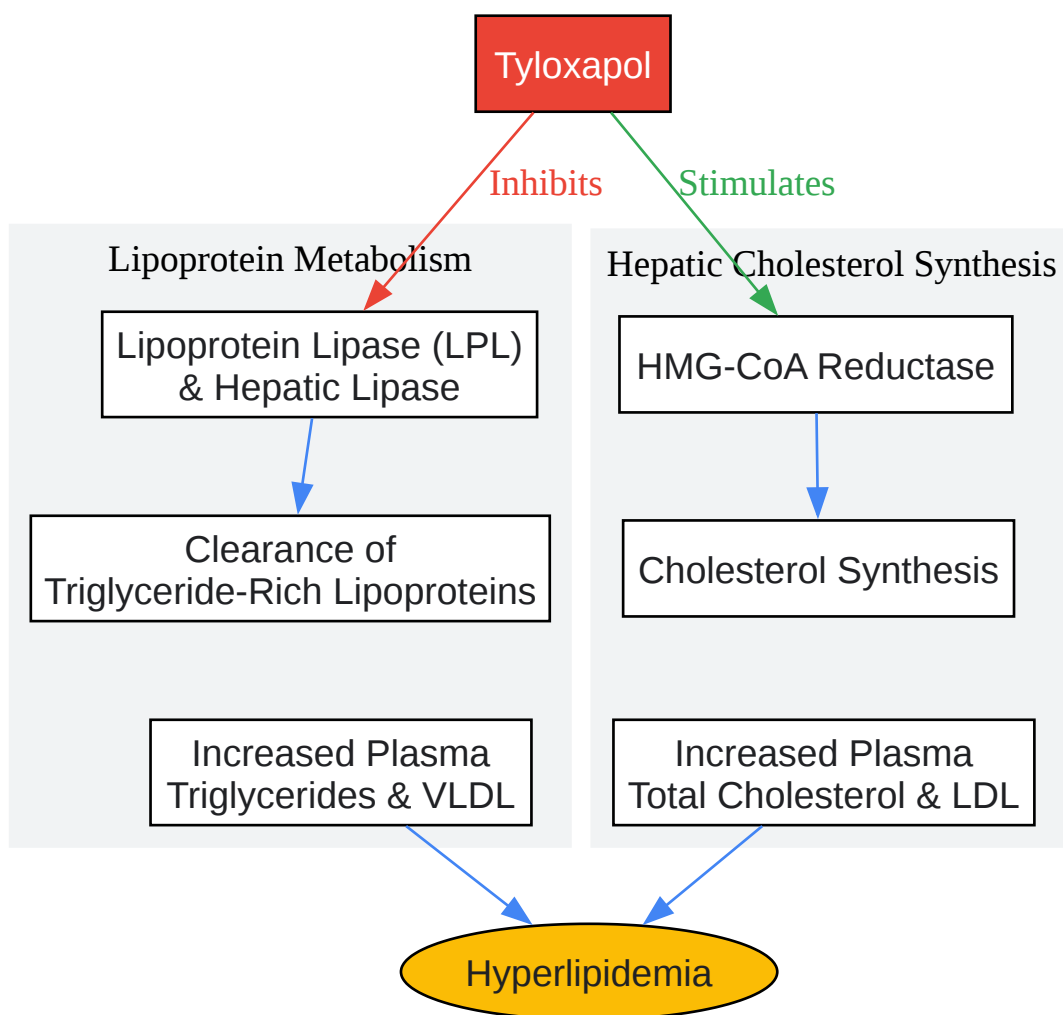 Tyloxapol
Inhibits
Stimulates
Lipoprotein Metabolism
Hepatic Cholesterol Synthesis
Lipoprotein Lipase (LPL)
& Hepatic Lipase
HMG-CoA Reductase
Clearance of
Triglyceride-Rich Lipoproteins
Cholesterol Synthesis
Increased Plasma
Triglycerides & VLDL
Increased Plasma
Total Cholesterol & LDL
Hyperlipidemia